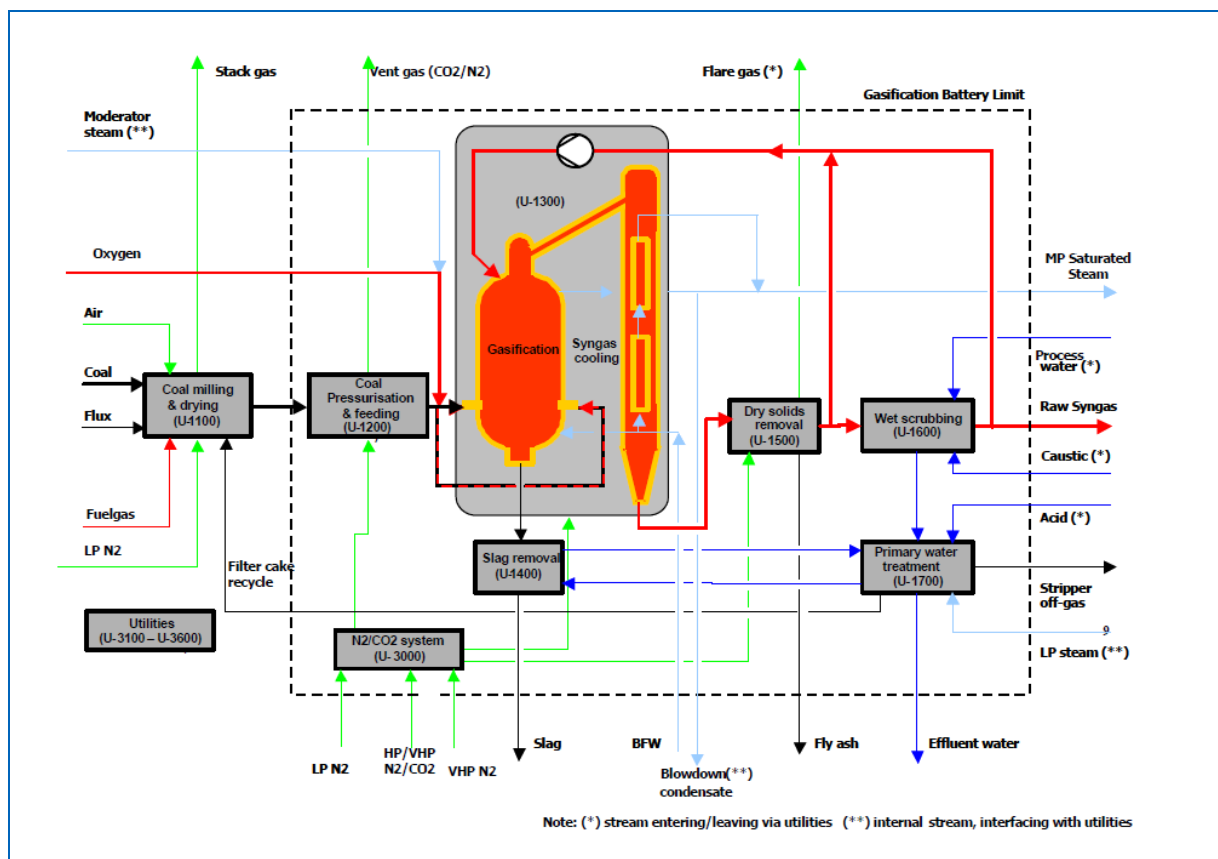 Stack gas
Vent gas (CO2/N2)
Flare gas (*)
Gasification Battery Limit
Moderator
steam (**)
(U-1300)
Oxygen
MP Saturated
Steam
Air
Gasification
Syngas
cooling
Process
water (*)
Coal
Coal milling
& drying
(U-1100)
Coal
Pressurisation
& feeding
(U-1200)
Dry solids
removal
(U-1500)
Wet scrubbing
(U-1600)
Raw Syngas
Flux
Caustic (*)
Fuelgas
Acid (*)
LP N2
Filter cake
recycle
Slag removal
(U-1400)
Primary water
treatment
(U-1700)
Stripper
off-gas
Utilities
(U-3100 – U-3600)
N2/CO2 system
(U- 3000)
9
LP steam (**)
LP N2
HP/VHP
N2/CO2
VHP N2
Slag
BFW
Blowdown(**)
condensate
Fly ash
Effluent water
Note: (*) stream entering/leaving via utilities (**) internal stream, interfacing with utilities